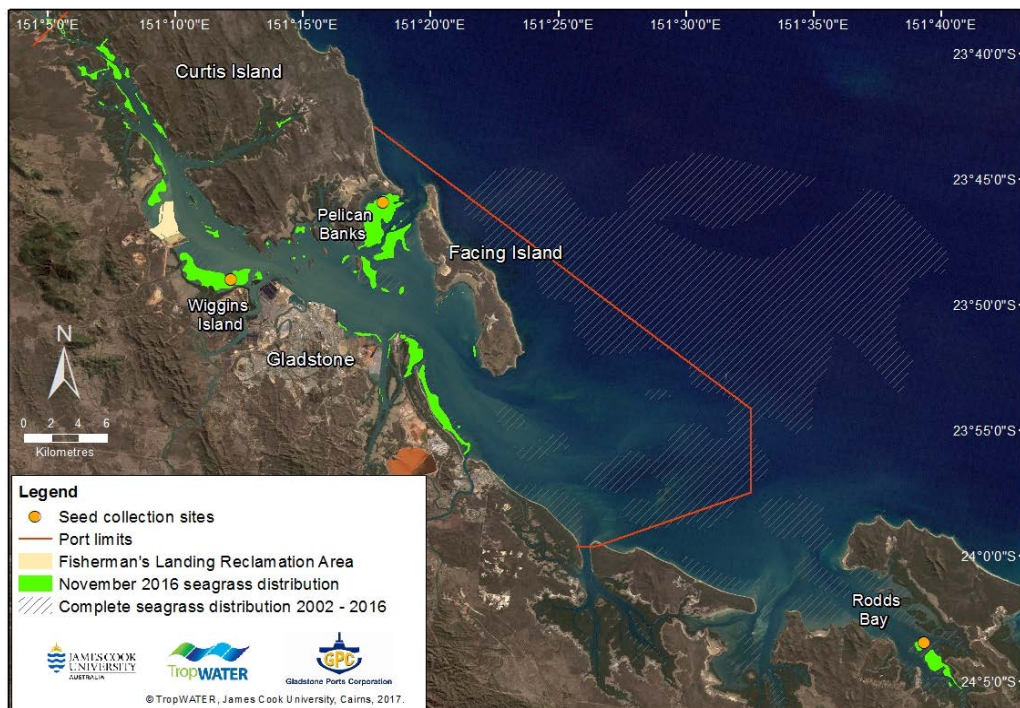 151°5'0"E 151°10'0"E 151°15'0"E 151°20'0"E 151°25'0"E 151°30'0"E 151°35'0"E 151°40'0"E
23°40'0"S
Curtis Island
23°45'0"S
Pelican
Banks
Facing Island
23°50'0"S
Wiggins
Island
Gladstone
N
0 2 4 6
Kilometres
23°55'0"S
24°0'0"S
Rodds
Bay
24°5'0"S
Legend
Seed collection sites
Port limits
Fisherman's Landing Reclamation Area
November 2016 seagrass distribution
Complete seagrass distribution 2002 - 2016
JAMES COOK
UNIVERSITY
AUSTRALIA
TropWATER
GPC
Gladstone Ports Corporation
© TropWATER, James Cook University, Cairns, 2017.